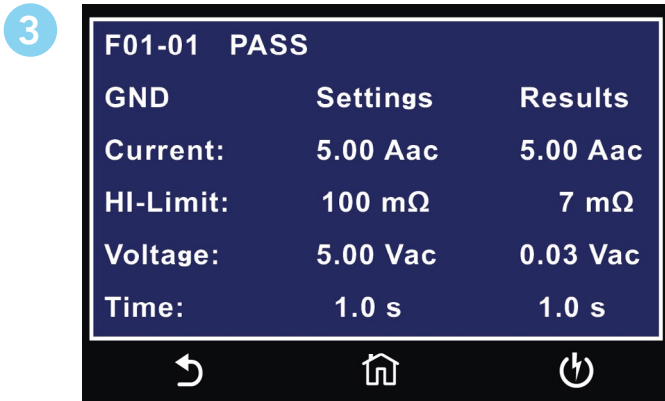 3
F01-01 PASS
GND Settings Results
Current: 5.00 Aac 5.00 Aac
HI-Limit: 100 mΩ 7 mΩ
Voltage: 5.00 Vac 0.03 Vac
Time: 1.0 s 1.0 s